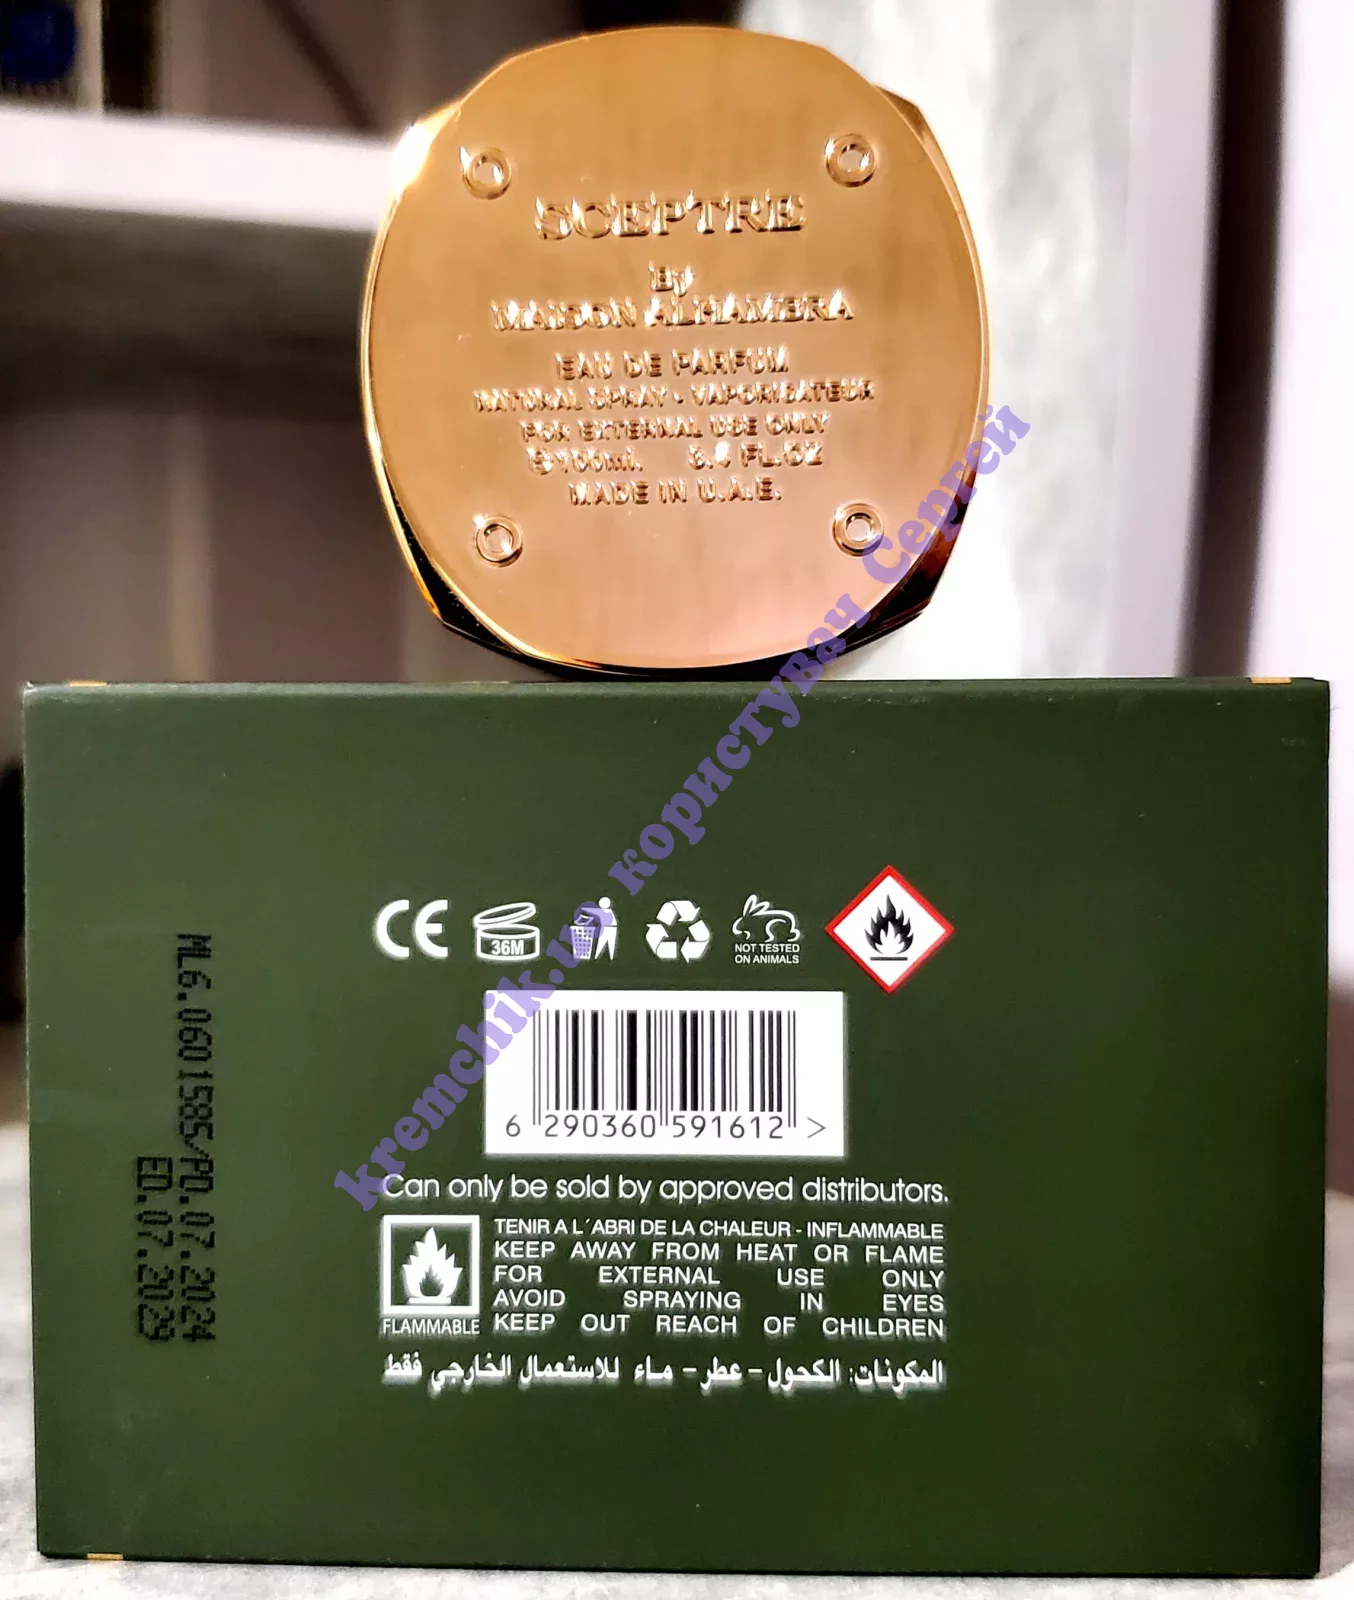 SCEPTRE
By
MAISON ALHAMBRA
EAU DE PARFUM
NATURAL SPRAY - VAPORISATEUR
FOR EXTERNAL USE ONLY
100ml. 3.4 FL.OZ
MADE IN U.A.E.
kremchik.ua користувач Сергей
CE
36M
NOT TESTED
ON ANIMALS
6 290360 591612 >
Can only be sold by approved distributors.
TENIR A L´ABRI DE LA CHALEUR - INFLAMMABLE
KEEP AWAY FROM HEAT OR FLAME
FOR EXTERNAL USE ONLY
AVOID SPRAYING IN EYES
KEEP OUT REACH OF CHILDREN
FLAMMABLE
المكونات: الكحول - عطر - ماء للاستعمال الخارجي فقط
ML6.060158S/PD.07.2024
ED.07.2029